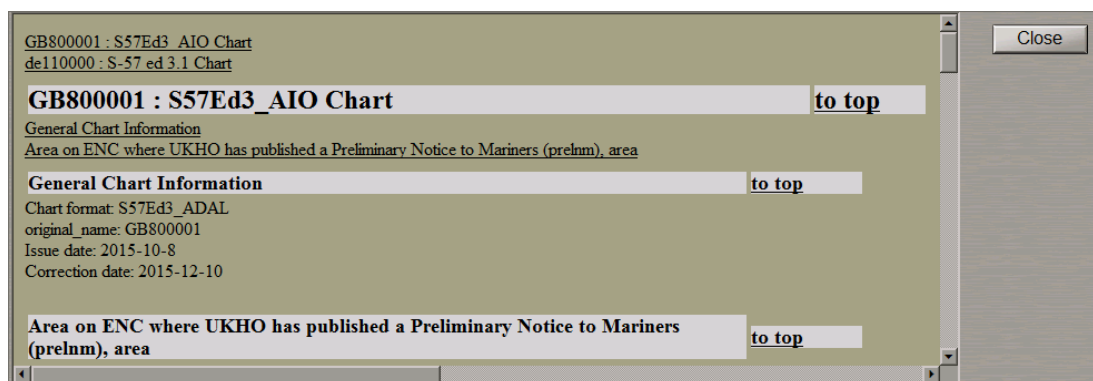 GB800001 : S57Ed3_AIO Chart
Close
de110000 : S-57 ed 3.1 Chart
GB800001 : S57Ed3_AIO Chart to top
General Chart Information
Area on ENC where UKHO has published a Preliminary Notice to Mariners (prelnm), area
General Chart Information to top
Chart format: S57Ed3_ADAL
original_name: GB800001
Issue date: 2015-10-8
Correction date: 2015-12-10
Area on ENC where UKHO has published a Preliminary Notice to Mariners
(prelnm), area to top